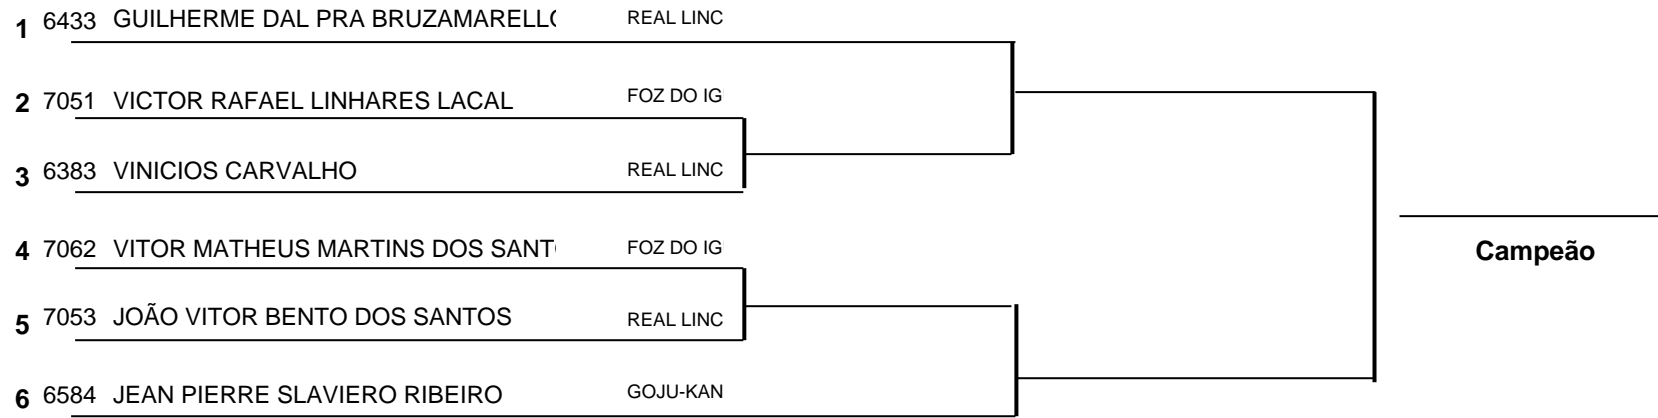 1 6433 GUILHERME DAL PRA BRUZAMARELLO REAL LINC
2 7051 VICTOR RAFAEL LINHARES LACAL FOZ DO IG
3 6383 VINICIOS CARVALHO REAL LINC
4 7062 VITOR MATHEUS MARTINS DOS SANT FOZ DO IG
Campeão
5 7053 JOÃO VITOR BENTO DOS SANTOS REAL LINC
6 6584 JEAN PIERRE SLAVIERO RIBEIRO GOJU-KAN